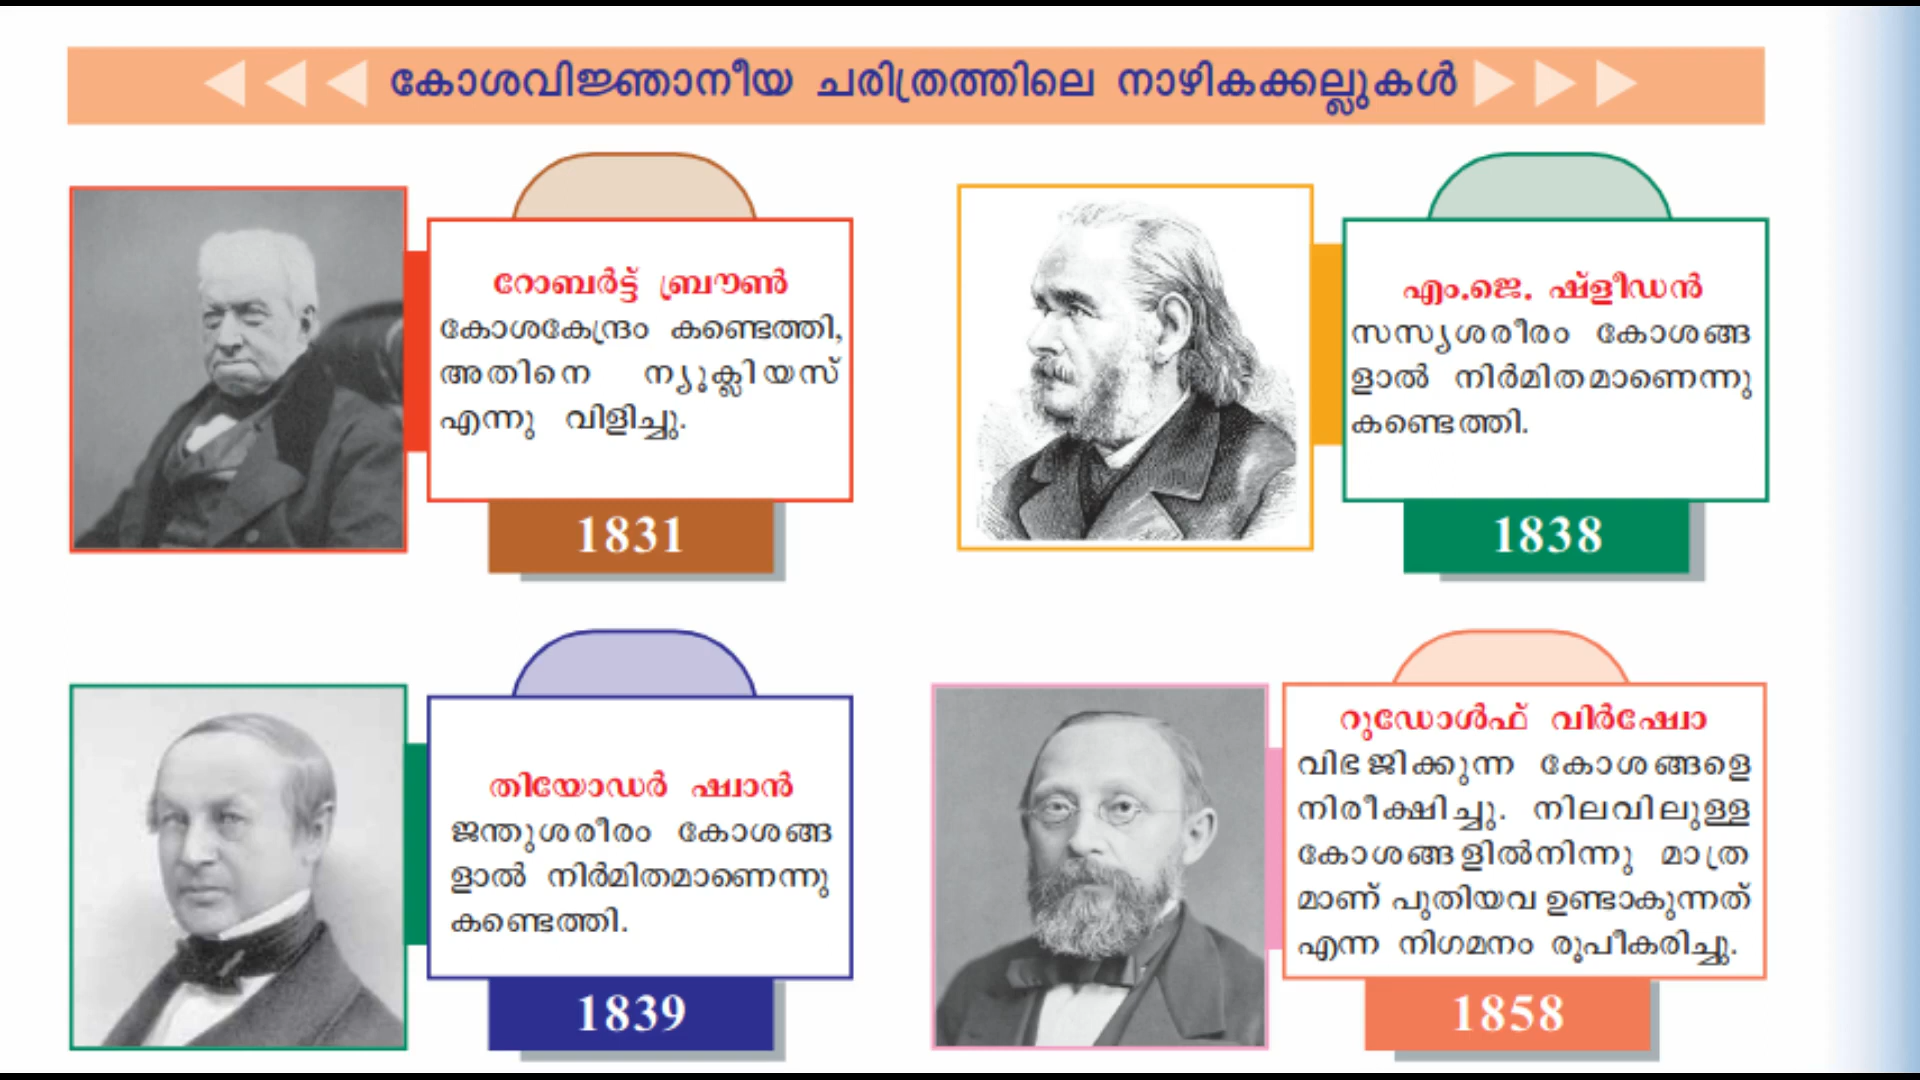 കോശവിജ്ഞാനീയ ചരിത്രത്തിലെ നാഴികക്കല്ലുകൾ
റോബർട്ട് ബ്രൗൺ
കോശകേന്ദ്രം കണ്ടെത്തി,
അതിനെ ന്യൂക്ലിയസ്
എന്നു വിളിച്ചു.
1831
എം.ജെ. ഷ്ളീഡൻ
സസ്യശരീരം കോശങ്ങ
ളാൽ നിർമിതമാണെന്നു
കണ്ടെത്തി.
1838
തിയോഡർ ഷ്വാൻ
ജന്തുശരീരം കോശങ്ങ
ളാൽ നിർമിതമാണെന്നു
കണ്ടെത്തി.
1839
റുഡോൾഫ് വിർഷ്വോ
വിഭജിക്കുന്ന കോശങ്ങളെ
നിരീക്ഷിച്ചു. നിലവിലുള്ള
കോശങ്ങളിൽനിന്നു മാത്ര
മാണ് പുതിയവ ഉണ്ടാകുന്നത്
എന്ന നിഗമനം രൂപീകരിച്ചു.
1858